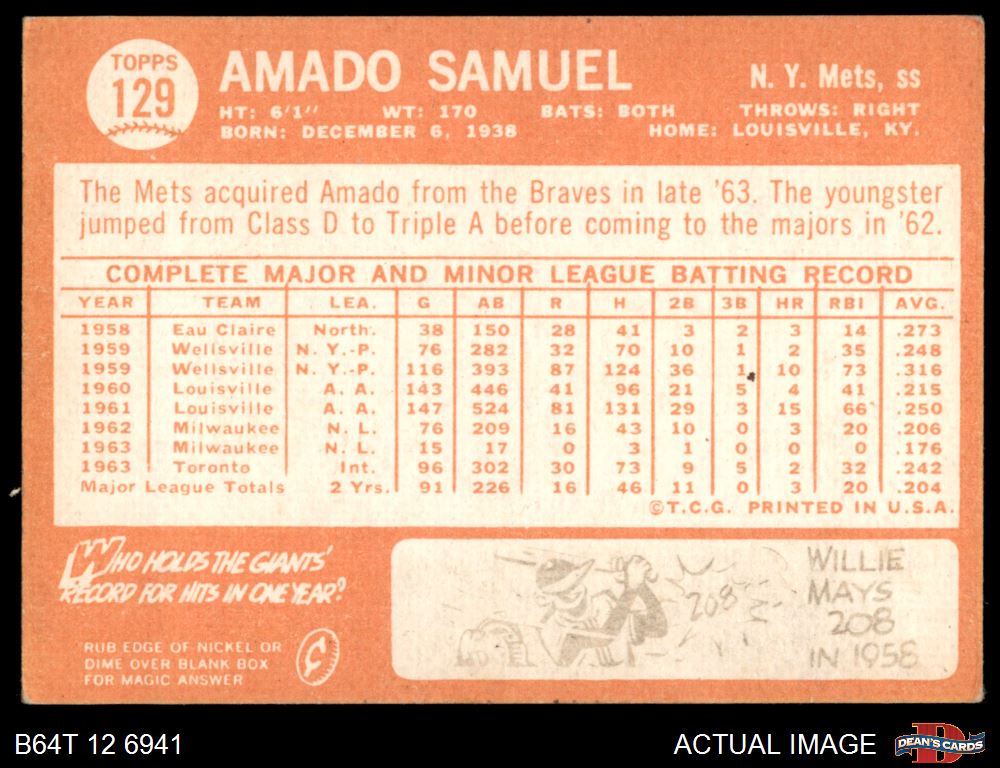 TOPPS
129
AMADO SAMUEL
N. Y. Mets, ss
HT: 6'1" WT: 170 BATS: BOTH THROWS: RIGHT
BORN: DECEMBER 6, 1938 HOME: LOUISVILLE, KY.
The Mets acquired Amado from the Braves in late '63. The youngster
jumped from Class D to Triple A before coming to the majors in '62.
COMPLETE MAJOR AND MINOR LEAGUE BATTING RECORD
YEAR TEAM LEA. G AB R H 2B 3B HR RBI AVG.
1958 Eau Claire North. 38 150 28 41 3 2 3 14 .273
1959 Wellsville N. Y.-P. 76 282 32 70 10 1 2 35 .248
1959 Wellsville N. Y.-P. 116 393 87 124 36 1 10 73 .316
1960 Louisville A. A. 143 446 41 96 21 5 4 41 .215
1961 Louisville A. A. 147 524 81 131 29 3 15 66 .250
1962 Milwaukee N. L. 76 209 16 43 10 0 3 20 .206
1963 Milwaukee N. L. 15 17 0 3 1 0 0 0 .176
1963 Toronto Int. 96 302 30 73 9 5 2 32 .242
Major League Totals 2 Yrs. 91 226 16 46 11 0 3 20 .204
©T.C.G. PRINTED IN U.S.A.
WHO HOLDS THE GIANTS'
RECORD FOR HITS IN ONE YEAR?
RUB EDGE OF NICKEL OR
DIME OVER BLANK BOX
FOR MAGIC ANSWER
¢
208
WILLIE
MAYS
208
IN 1958
B64T 12 6941
ACTUAL IMAGE
D
DEAN'S CARDS